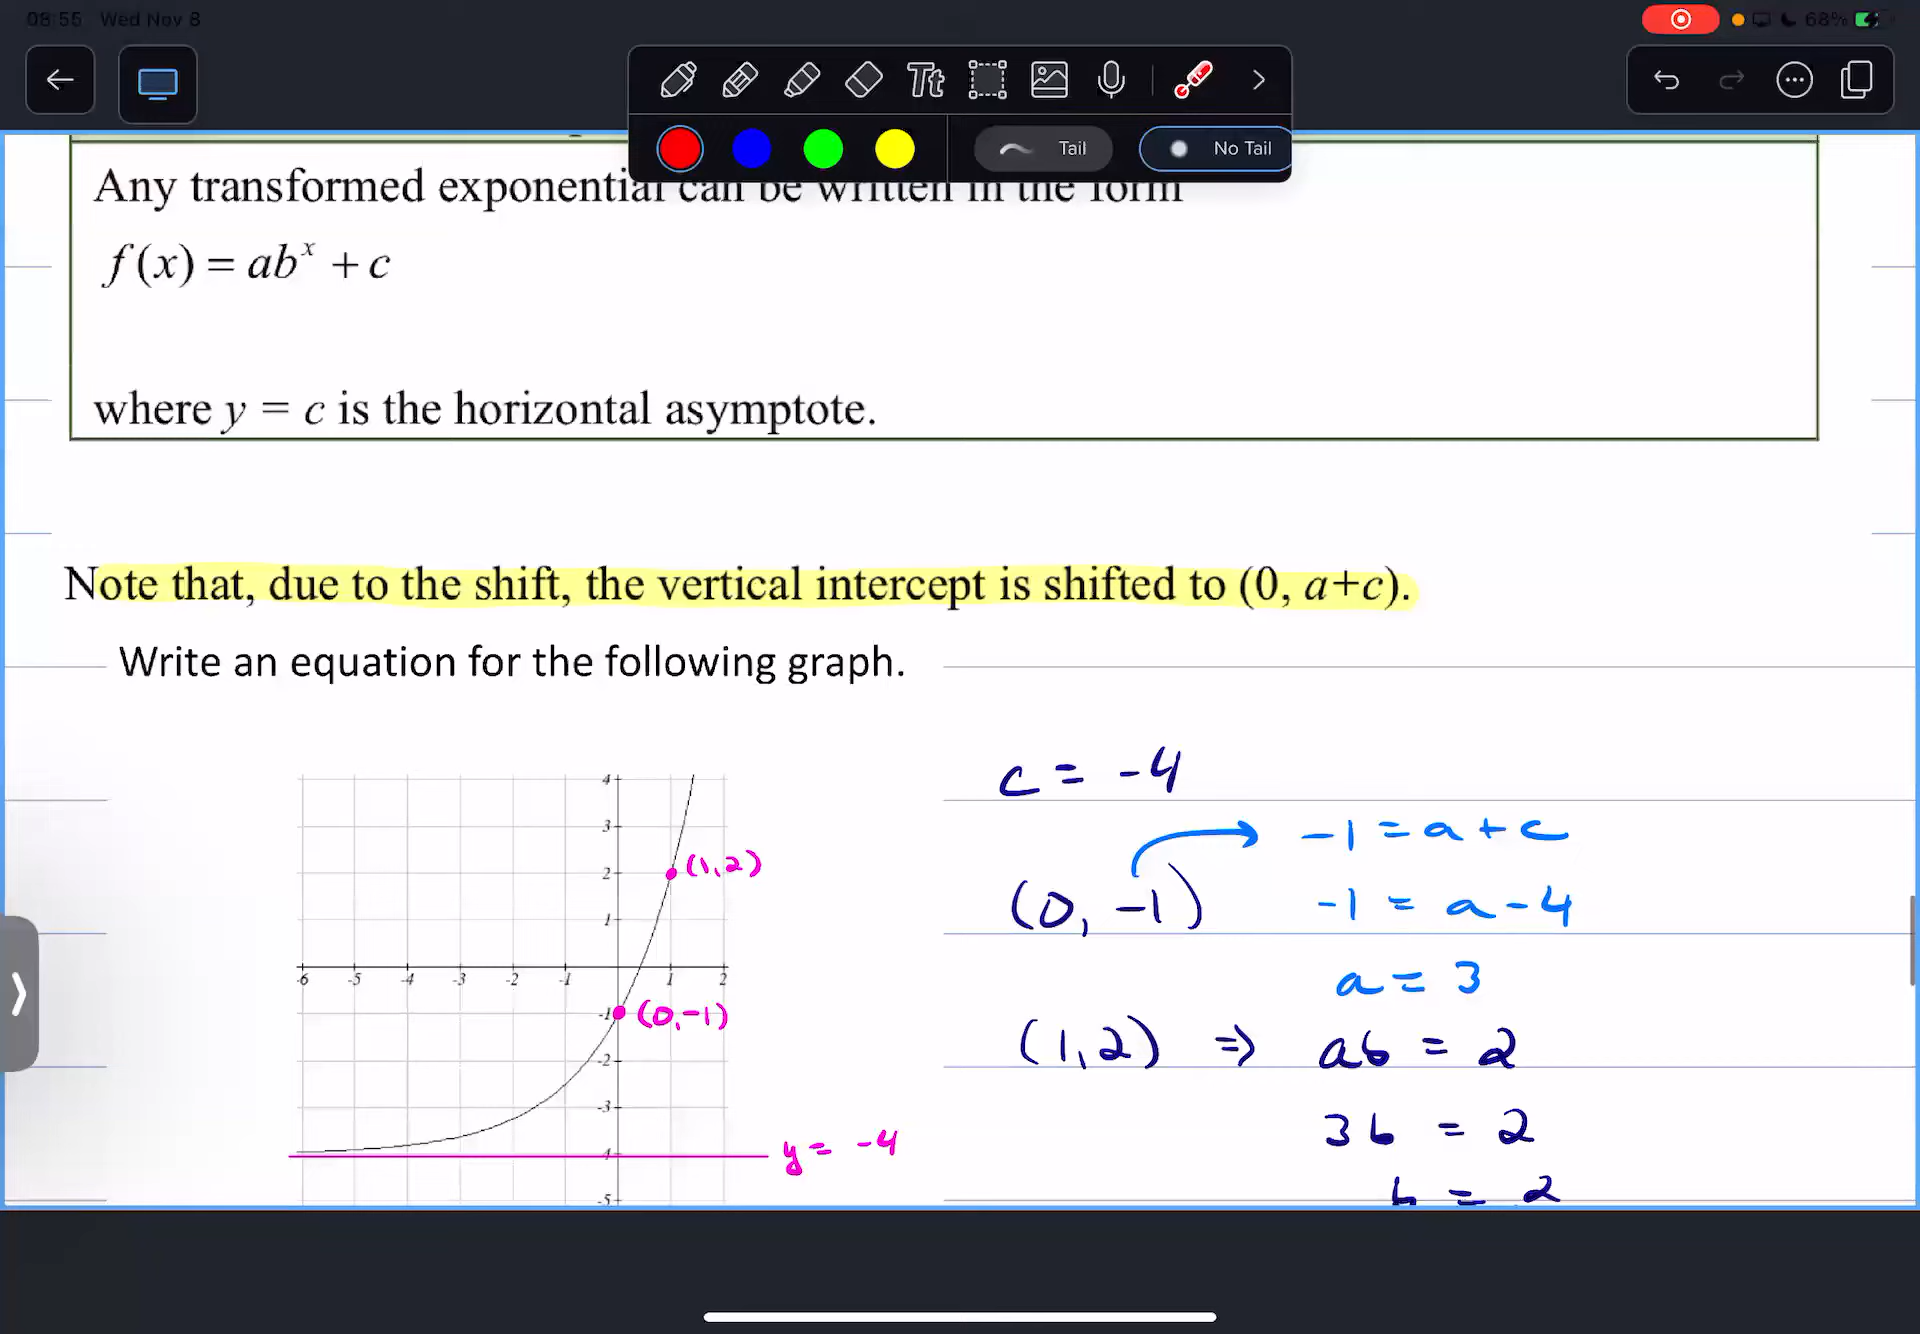 08:55 Wed Nov 8
68%
Tt
Tail
No Tail
Any transformed exponential can be written in the form
f(x) = ab^x + c
where y = c is the horizontal asymptote.
Note that, due to the shift, the vertical intercept is shifted to (0, a+c).
Write an equation for the following graph.
4
3
2
1
-6 -5 -4 -3 -2 -1 1 2
-1
-2
-3
-4
-5
(1,2)
(0,-1)
y = -4
c = -4
-1 = a + c
(0, -1) -1 = a - 4
a = 3
(1,2) ⇒ ab = 2
3b = 2
b = 2